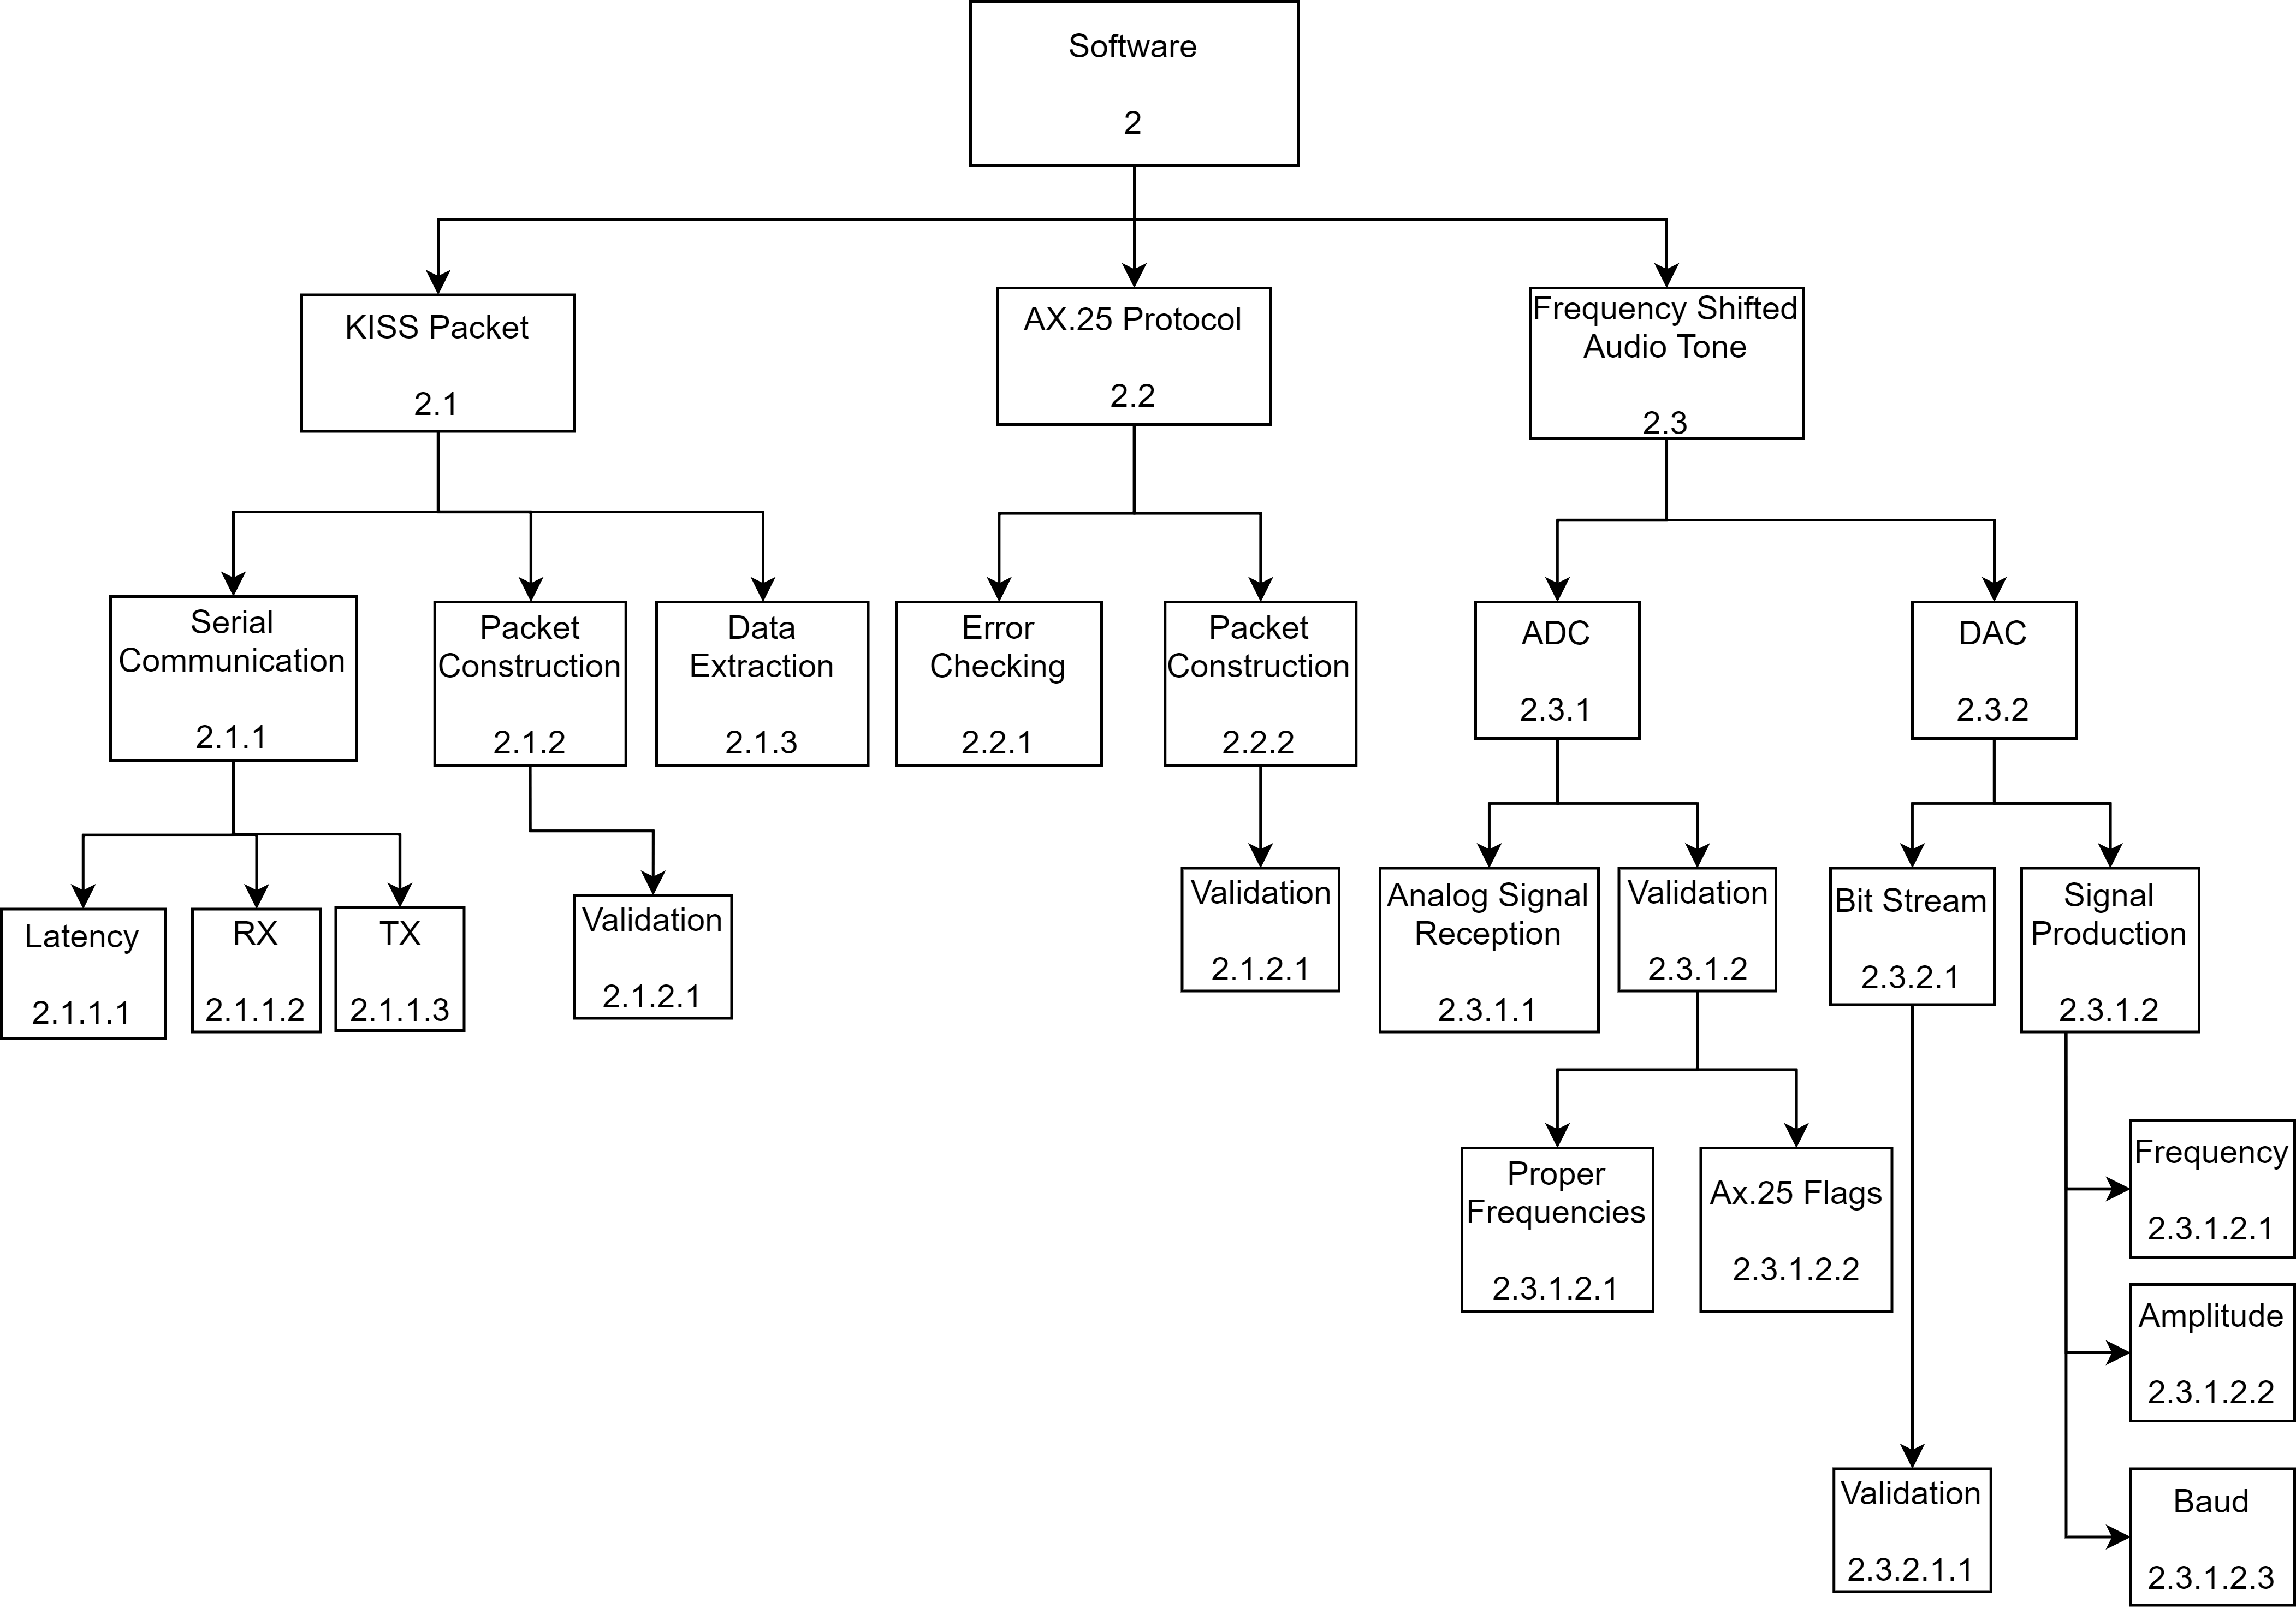 Software
2
KISS Packet
2.1
AX.25 Protocol
2.2
Frequency Shifted
Audio Tone
2.3
Serial
Communication
2.1.1
Packet
Construction
2.1.2
Data
Extraction
2.1.3
Error
Checking
2.2.1
Packet
Construction
2.2.2
ADC
2.3.1
DAC
2.3.2
Latency
2.1.1.1
RX
2.1.1.2
TX
2.1.1.3
Validation
2.1.2.1
Validation
2.1.2.1
Analog Signal
Reception
2.3.1.1
Validation
2.3.1.2
Bit Stream
2.3.2.1
Signal
Production
2.3.1.2
Proper
Frequencies
2.3.1.2.1
Ax.25 Flags
2.3.1.2.2
Frequency
2.3.1.2.1
Amplitude
2.3.1.2.2
Validation
2.3.2.1.1
Baud
2.3.1.2.3